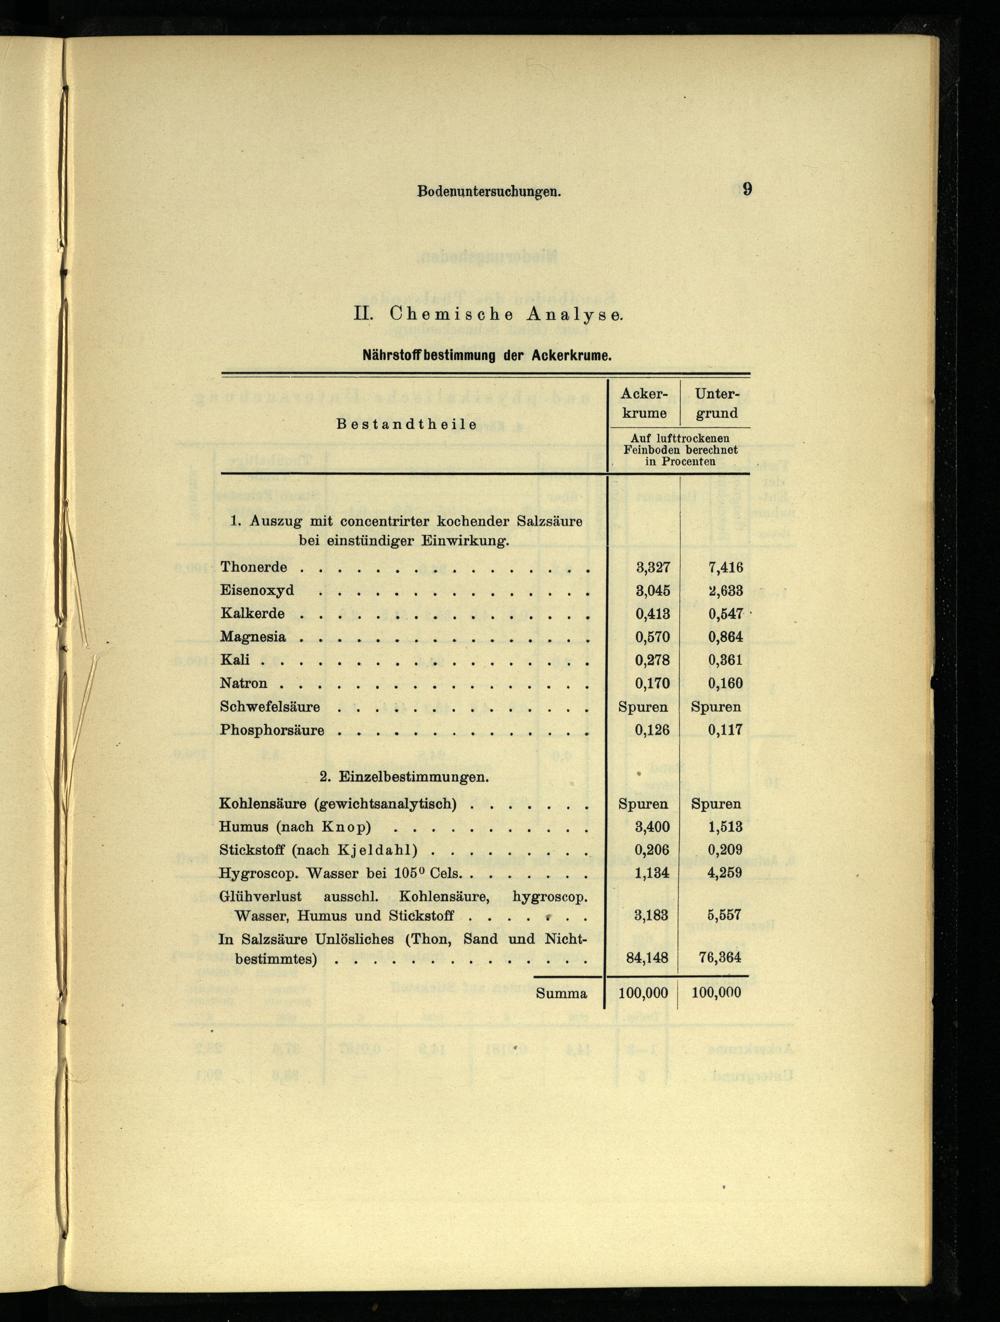 Bodenuntersuchungen. 9
II. Chemische Analyse.
Nährstoffbestimmung der Ackerkrume.
Bestandtheile
Acker-krume Unter-grund
Auf lufttrockenen
Feinboden berechnet
in Procenten
1. Auszug mit concentrirter kochender Salzsäure
bei einstündiger Einwirkung.
Thonerde . . . . . . . . . . . . . . . . 3,327 7,416
Eisenoxyd . . . . . . . . . . . . . . . 3,045 2,633
Kalkerde . . . . . . . . . . . . . . . . 0,413 0,547
Magnesia . . . . . . . . . . . . . . . . 0,570 0,864
Kali . . . . . . . . . . . . . . . . . . 0,278 0,361
Natron . . . . . . . . . . . . . . . . . 0,170 0,160
Schwefelsäure . . . . . . . . . . . . . . Spuren Spuren
Phosphorsäure . . . . . . . . . . . . . . 0,126 0,117
2. Einzelbestimmungen.
Kohlensäure (gewichtsanalytisch) . . . . . . . Spuren Spuren
Humus (nach Knop) . . . . . . . . . . . 3,400 1,513
Stickstoff (nach Kjeldahl) . . . . . . . . . 0,206 0,209
Hygroscop. Wasser bei 105⁰ Cels. . . . . . . . 1,134 4,259
Glühverlust ausschl. Kohlensäure, hygroscop.
Wasser, Humus und Stickstoff . . . . . . . 3,183 5,557
In Salzsäure Unlösliches (Thon, Sand und Nicht-
bestimmtes) . . . . . . . . . . . . . . 84,148 76,364
Summa 100,000 100,000